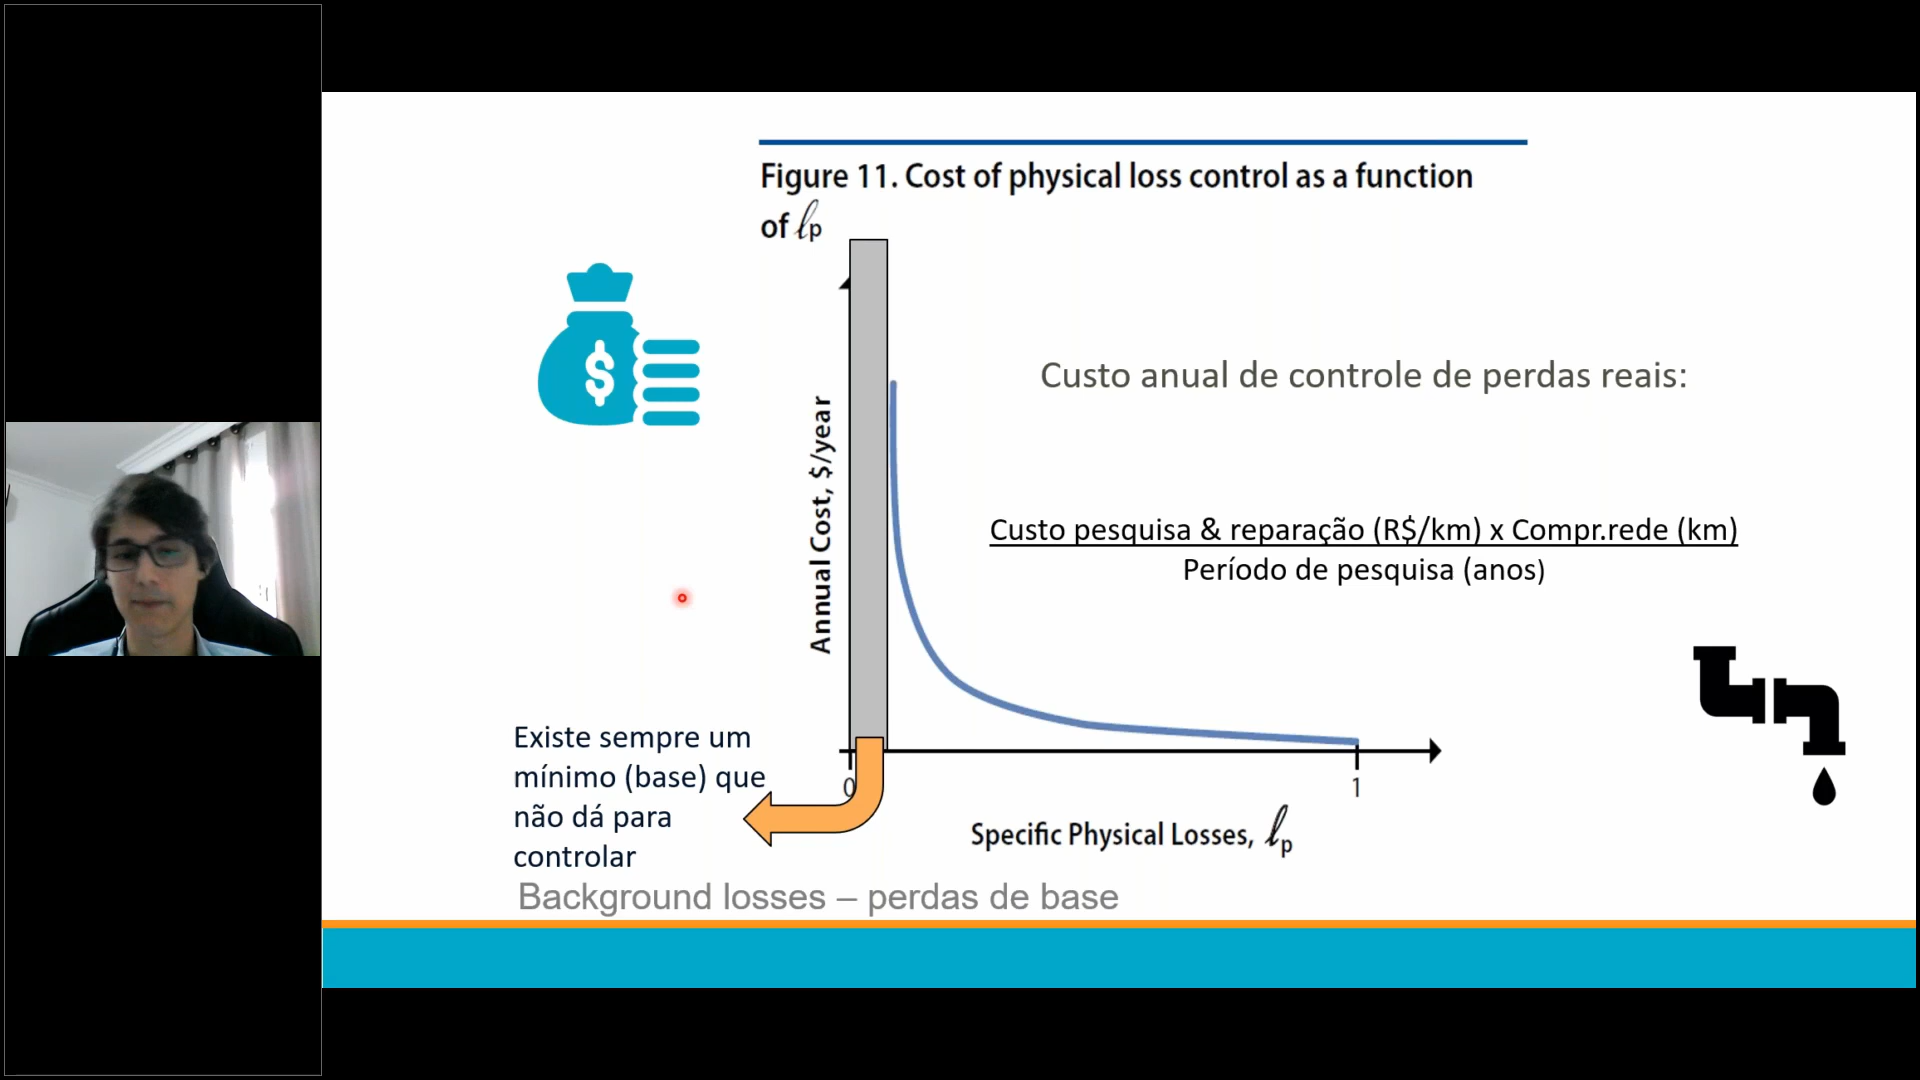 Figure 11. Cost of physical loss control as a function
of ℓp
$
Annual Cost, $/year
Custo anual de controle de perdas reais:
Custo pesquisa & reparação (R$/km) x Compr.rede (km)
Período de pesquisa (anos)
Existe sempre um
mínimo (base) que
não dá para
controlar
0
1
Specific Physical Losses, ℓp
Background losses – perdas de base